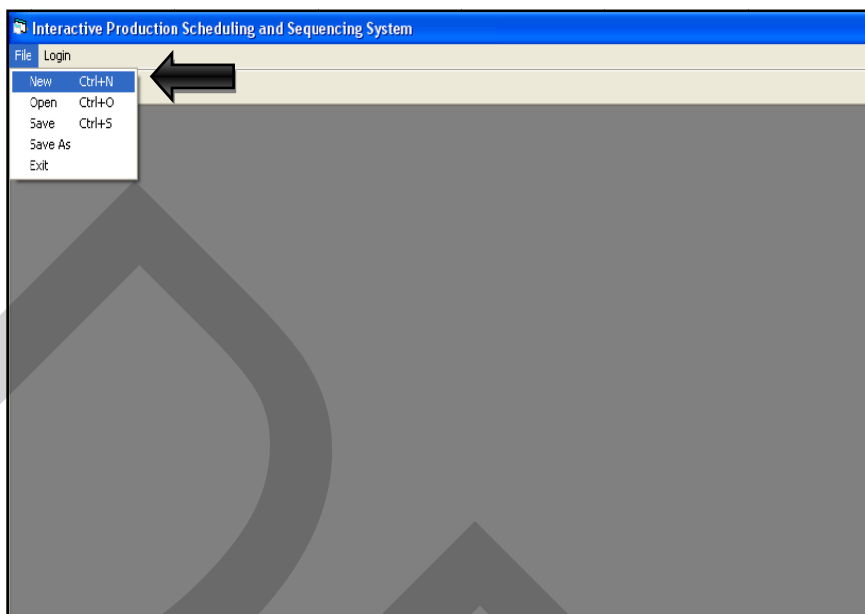 Interactive Production Scheduling and Sequencing System
File Login
New Ctrl+N
Open Ctrl+O
Save Ctrl+S
Save As
Exit